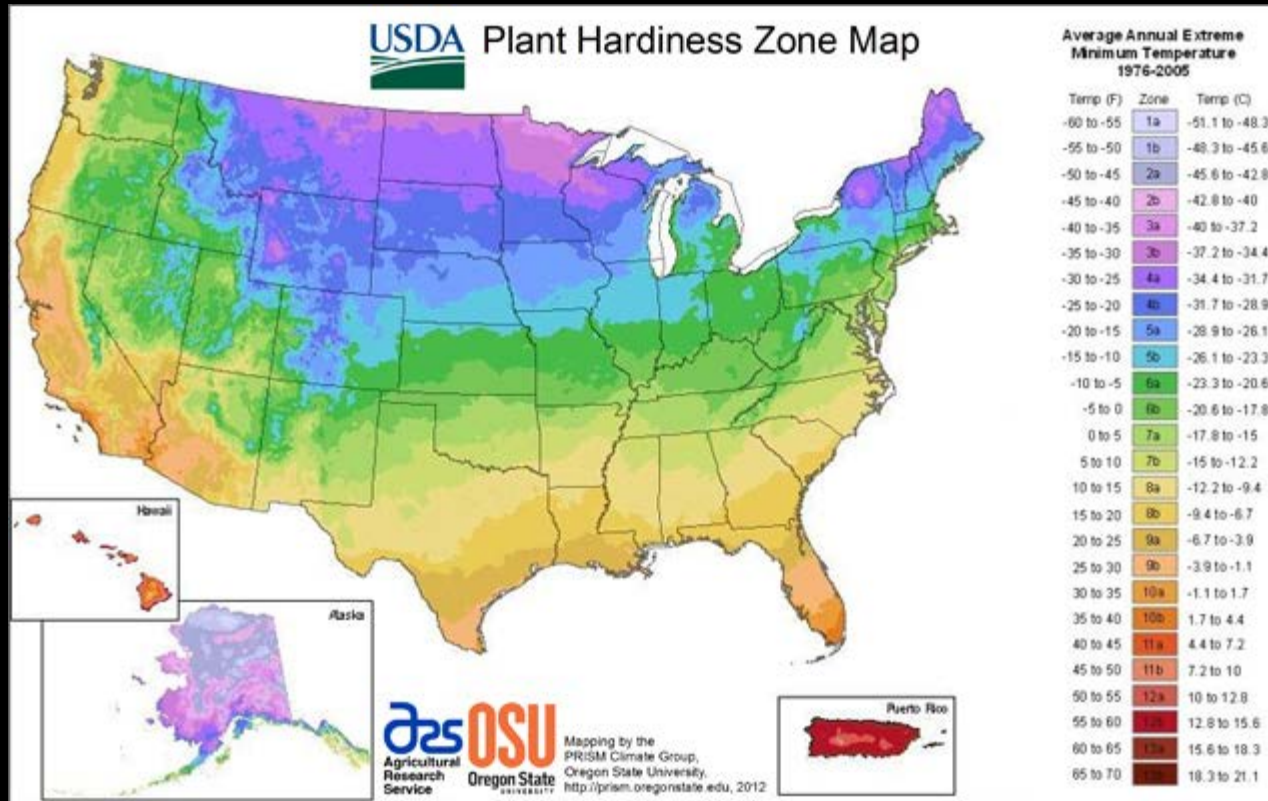 USDA Plant Hardiness Zone Map
Average Annual Extreme
Minimum Temperature
1976-2005
Temp (F) Zone Temp (C)
-60 to -55 1a -51.1 to -48.3
-55 to -50 1b -48.3 to -45.6
-50 to -45 2a -45.6 to -42.8
-45 to -40 2b -42.8 to -40
-40 to -35 3a -40 to -37.2
-35 to -30 3b -37.2 to -34.4
-30 to -25 4a -34.4 to -31.7
-25 to -20 4b -31.7 to -28.9
-20 to -15 5a -28.9 to -26.1
-15 to -10 5b -26.1 to -23.3
-10 to -5 6a -23.3 to -20.6
-5 to 0 6b -20.6 to -17.8
0 to 5 7a -17.8 to -15
5 to 10 7b -15 to -12.2
10 to 15 8a -12.2 to -9.4
15 to 20 8b -9.4 to -6.7
20 to 25 9a -6.7 to -3.9
25 to 30 9b -3.9 to -1.1
30 to 35 10a -1.1 to 1.7
35 to 40 10b 1.7 to 4.4
40 to 45 11a 4.4 to 7.2
45 to 50 11b 7.2 to 10
50 to 55 12a 10 to 12.8
55 to 60 12b 12.8 to 15.6
60 to 65 13a 15.6 to 18.3
65 to 70 13b 18.3 to 21.1
Hawaii
Alaska
Puerto Rico
ars
Agricultural
Research
Service
OSU
Oregon State
UNIVERSITY
Mapping by the
PRISM Climate Group,
Oregon State University,
http://prism.oregonstate.edu, 2012